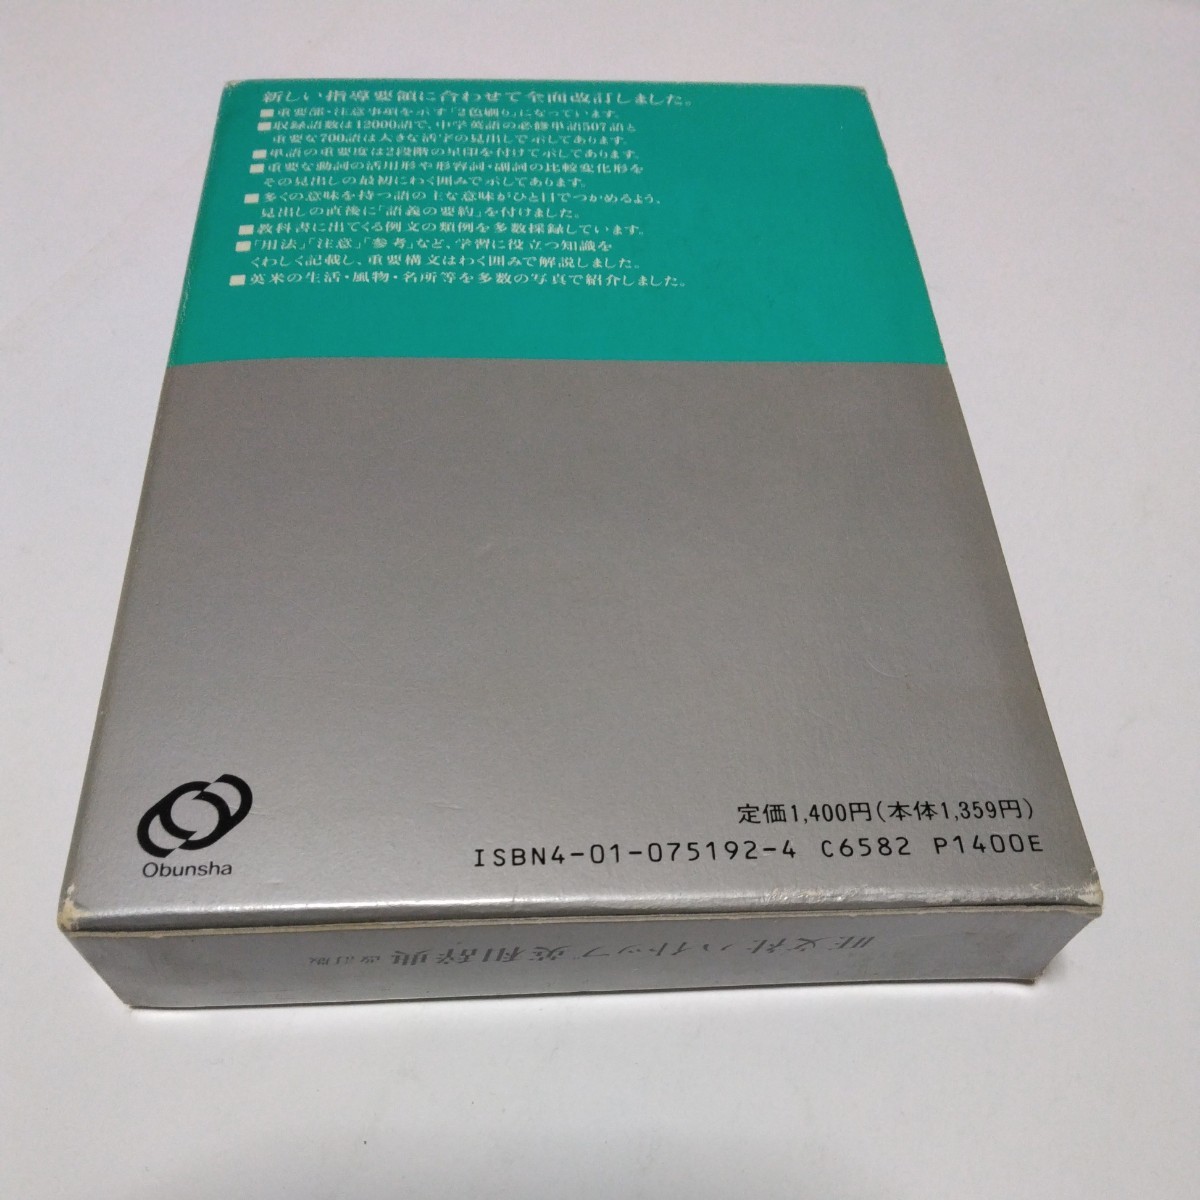 新しい指導要領に合わせて全面改訂しました。
■重要部・注意事項を示す「2色刷り」になっています。
■収録語数は12000語で、中学英語の必修単語507語と
重要な700語は大きな活字の見出しで示してあります。
■単語の重要度は2段階の星印を付けて示してあります。
■重要な動詞の活用形や形容詞・副詞の比較変化形を
その見出しの最初にわく囲みで示してあります。
■多くの意味を持つ語の主な意味がひと目でつかめるよう、
見出しの直後に「語義の要約」を付けました。
■教科書に出てくる例文の類例を多数採録しています。
■「用法」「注意」「参考」など、学習に役立つ知識を
くわしく記載し、重要構文はわく囲みで解説しました。
■英米の生活・風物・名所等を多数の写真で紹介しました。
Obunsha
定価1,400円(本体1,359円)
ISBN4-01-075192-4 C6582 P1400E
旺文社 ハイトップ英和辞典 改訂版